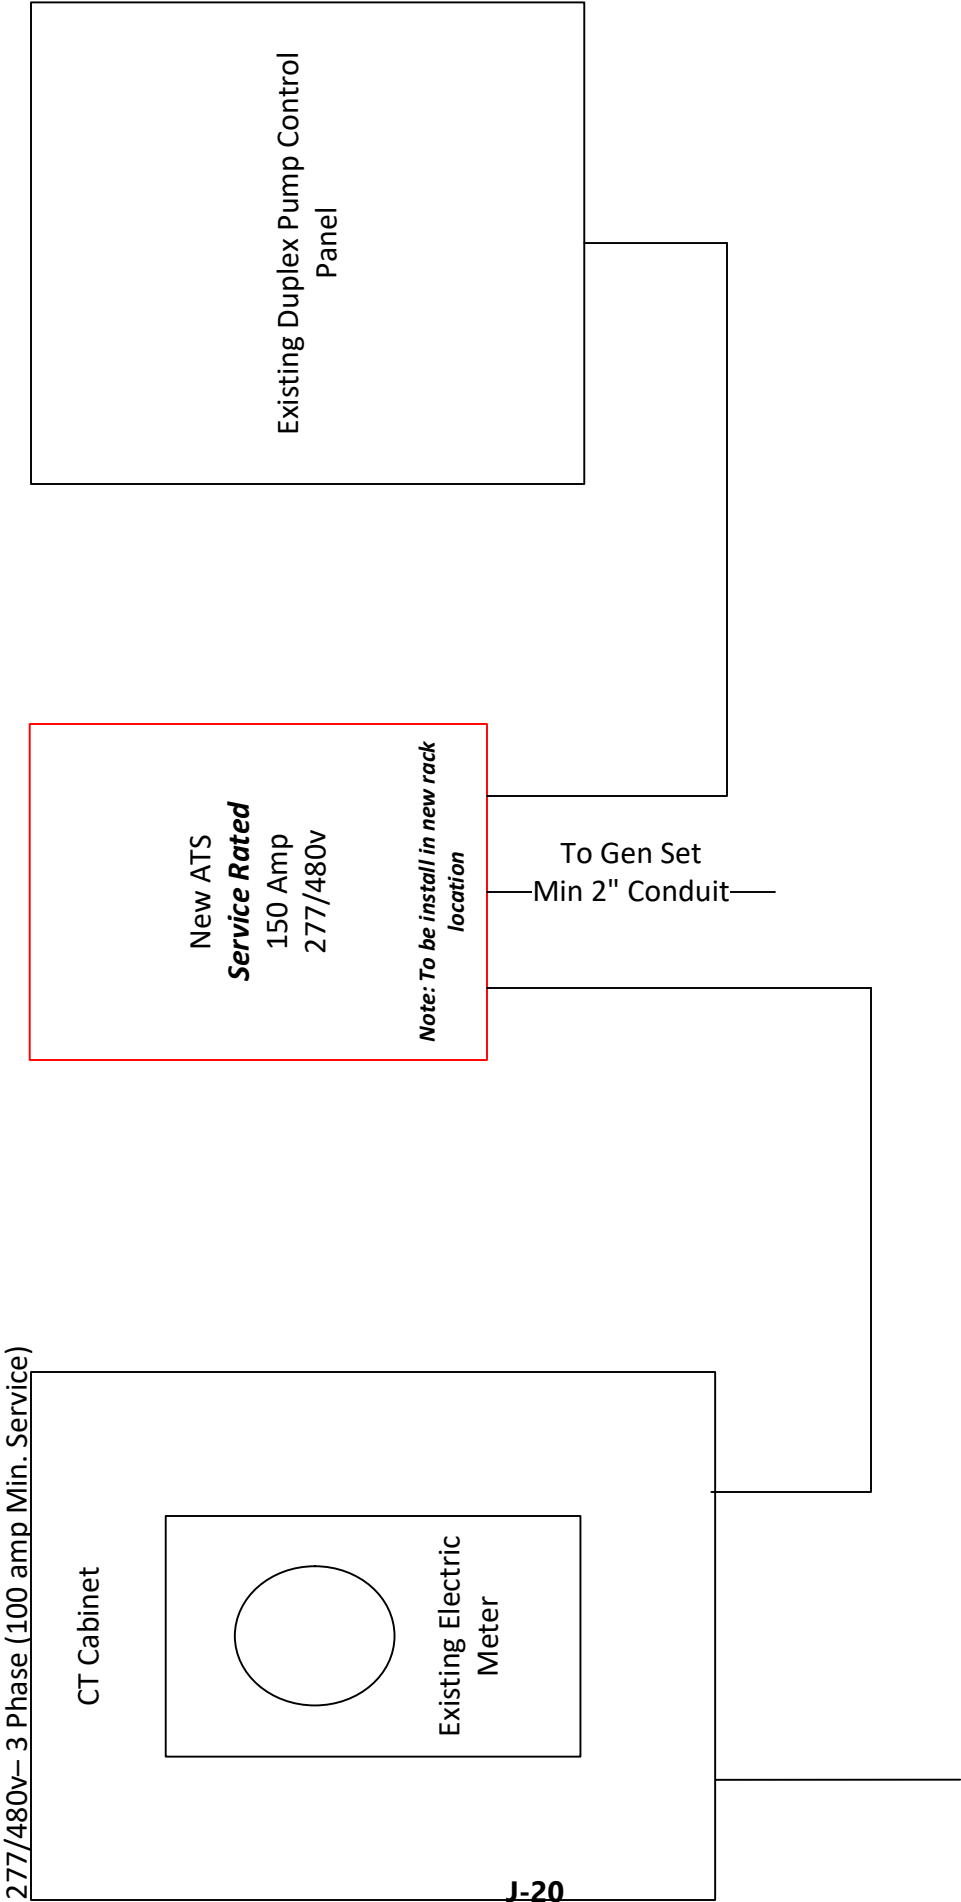 277/480v– 3 Phase (100 amp Min. Service)
CT Cabinet
Existing Electric
Meter
New ATS
Service Rated
150 Amp
277/480v
Note: To be install in new rack
location
To Gen Set
Min 2" Conduit
Existing Duplex Pump Control
Panel
J-20